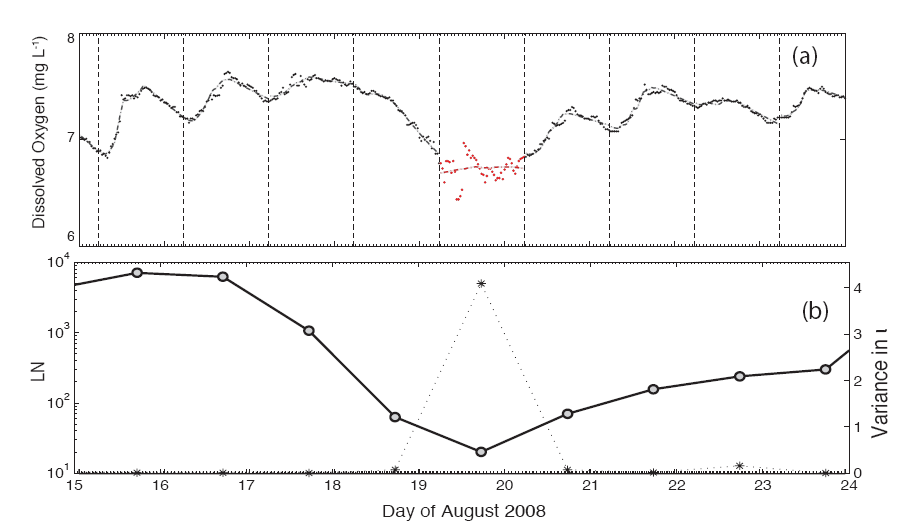 8
(a)
Dissolved Oxygen (mg L⁻¹)
7
6
10⁴
4
(b)
10³
3
LN
Variance in
10²
2
1
10¹
0
15 16 17 18 19 20 21 22 23 24
Day of August 2008